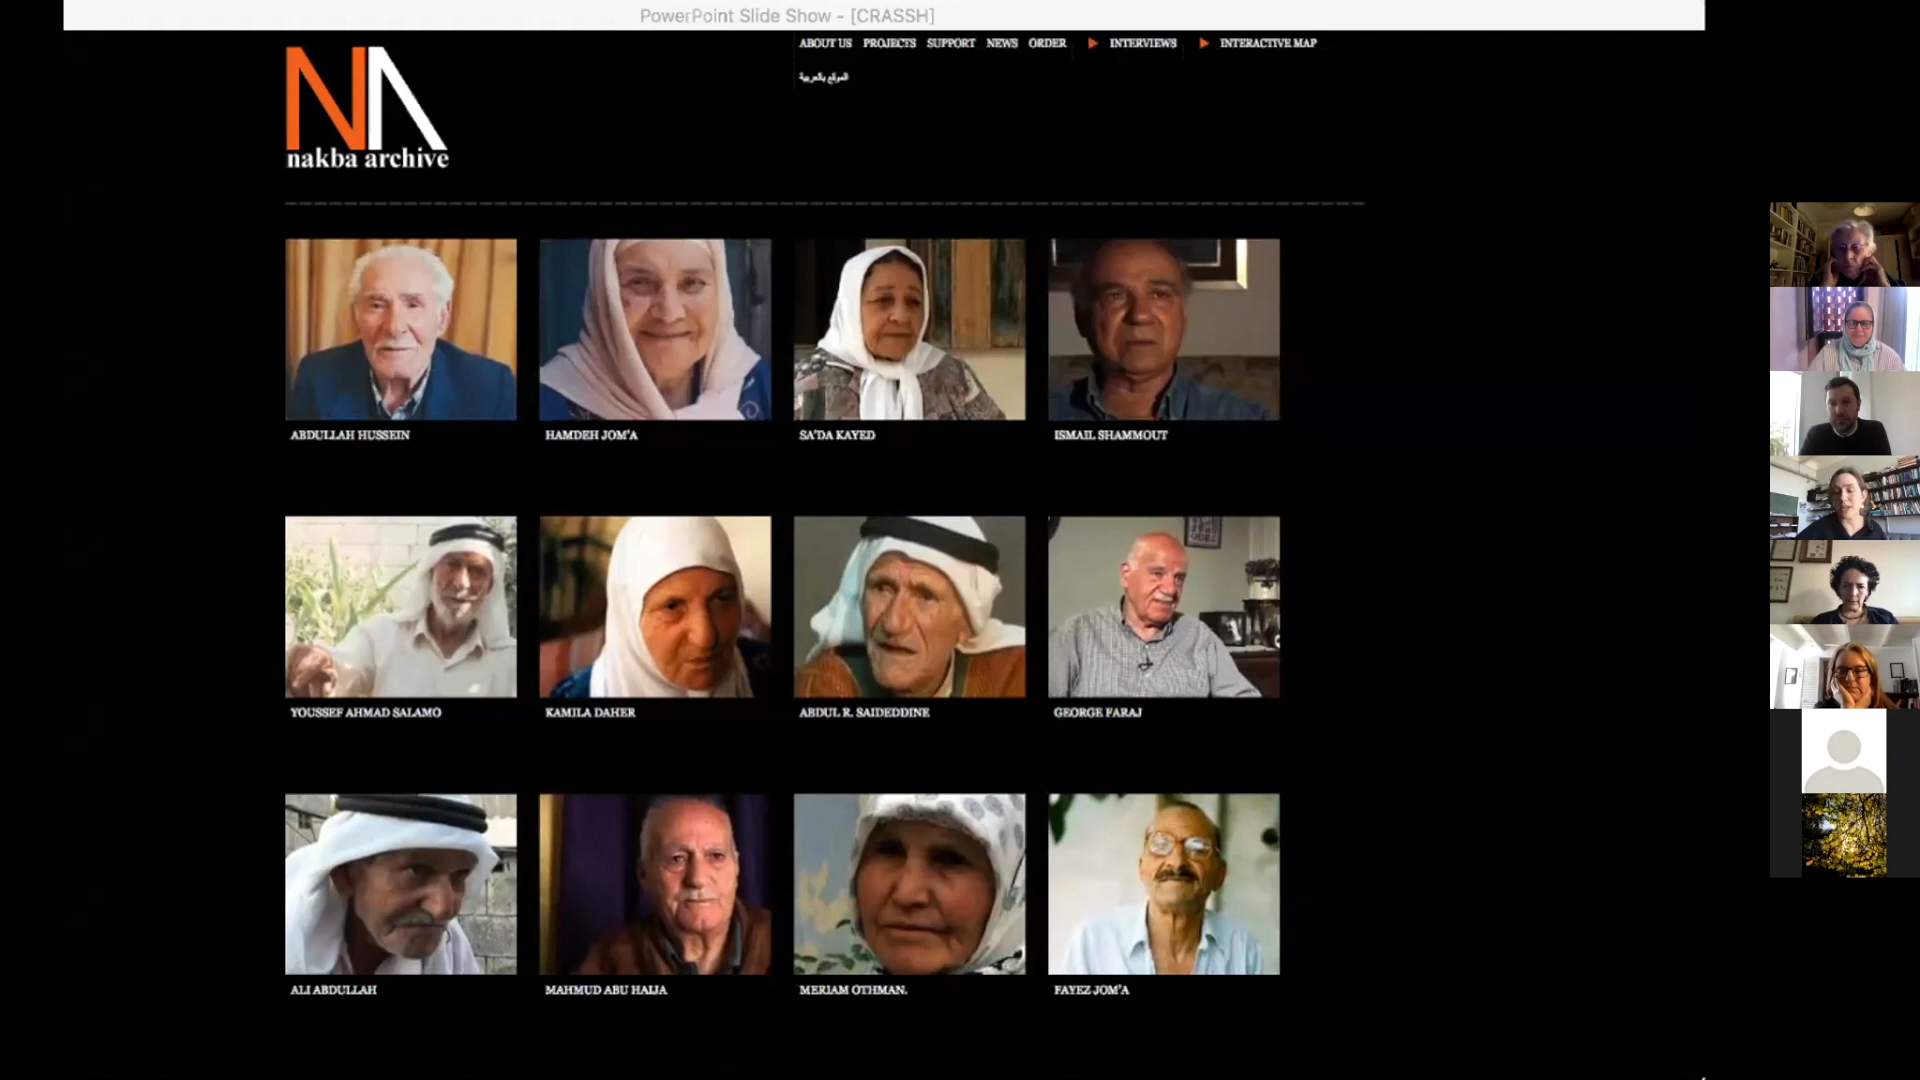 PowerPoint Slide Show - [CRASSH]
ABOUT US PROJECTS SUPPORT NEWS ORDER ▶ INTERVIEWS ▶ INTERACTIVE MAP
الموقع بالعربية
NA
nakba archive
ABDULLAH HUSSEIN HAMDEH JOM'A SA'DA KAYED ISMAIL SHAMMOUT
YOUSSEF AHMAD SALAMO KAMILA DAHER ABDUL R. SAIDEDDINE GEORGE FARAJ
ALI ABDULLAH MAHMUD ABU HAIJA MERIAM OTHMAN. FAYEZ JOM'A